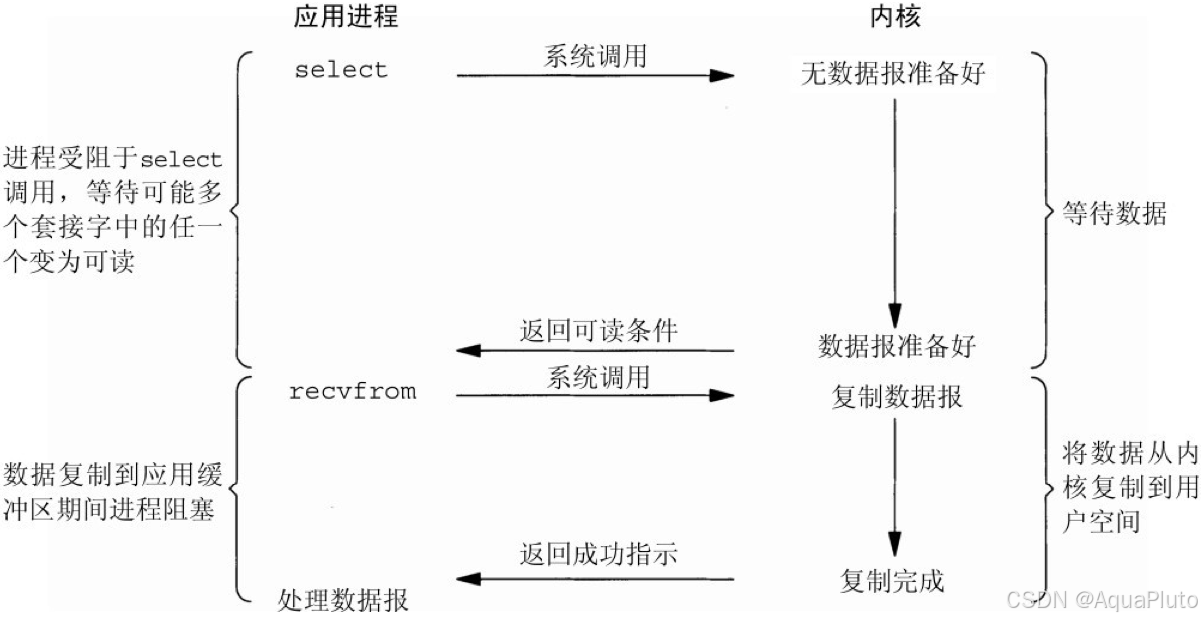 应用进程
内核
select
系统调用
无数据报准备好
进程受阻于select
调用，等待可能多
个套接字中的任一
个变为可读
等待数据
返回可读条件
数据报准备好
recvfrom
系统调用
复制数据报
数据复制到应用缓
冲区期间进程阻塞
将数据从内
核复制到用
户空间
返回成功指示
复制完成
处理数据报
CSDN @AquaPluto